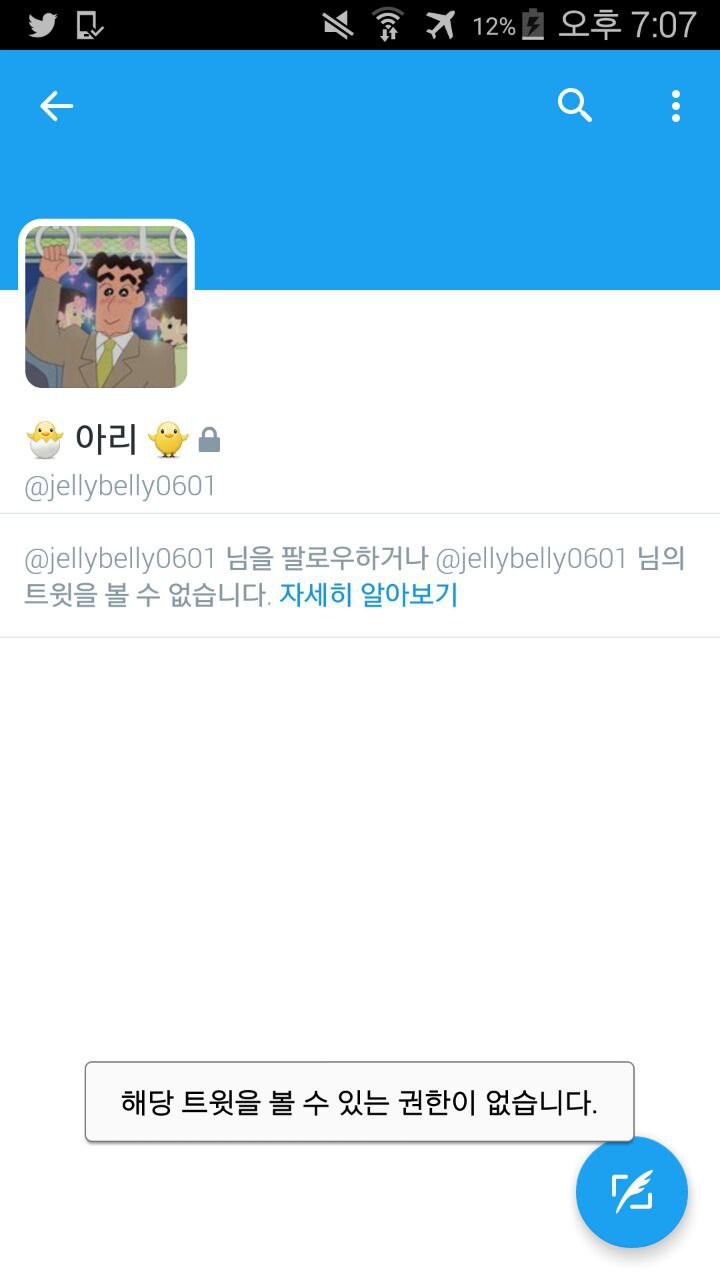 12% 오후 7:07
🐣 아리 🐥
@jellybelly0601
@jellybelly0601 님을 팔로우하거나 @jellybelly0601 님의
트윗을 볼 수 없습니다. 자세히 알아보기
해당 트윗을 볼 수 있는 권한이 없습니다.